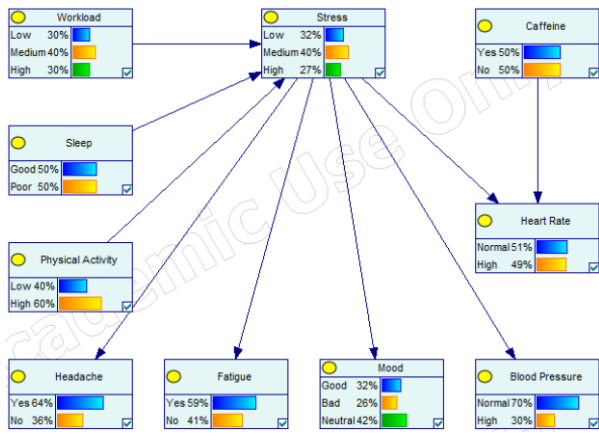 Workload
Low 30%
Medium 40%
High 30%
Stress
Low 32%
Medium 40%
High 27%
Caffeine
Yes 50%
No 50%
Sleep
Good 50%
Poor 50%
Heart Rate
Normal 51%
High 49%
Physical Activity
Low 40%
High 60%
Headache
Yes 64%
No 36%
Fatigue
Yes 59%
No 41%
Mood
Good 32%
Bad 26%
Neutral 42%
Blood Pressure
Normal 70%
High 30%
cademic Use Only